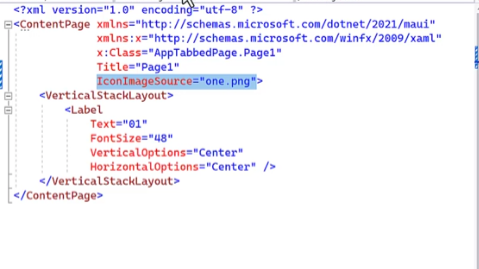 <?xml version="1.0" encoding="utf-8" ?>
<ContentPage xmlns="http://schemas.microsoft.com/dotnet/2021/maui"
xmlns:x="http://schemas.microsoft.com/winfx/2009/xaml"
x:Class="AppTabbedPage.Page1"
Title="Page1"
IconImageSource="one.png">
<VerticalStackLayout>
<Label
Text="01"
FontSize="48"
VerticalOptions="Center"
HorizontalOptions="Center" />
</VerticalStackLayout>
</ContentPage>